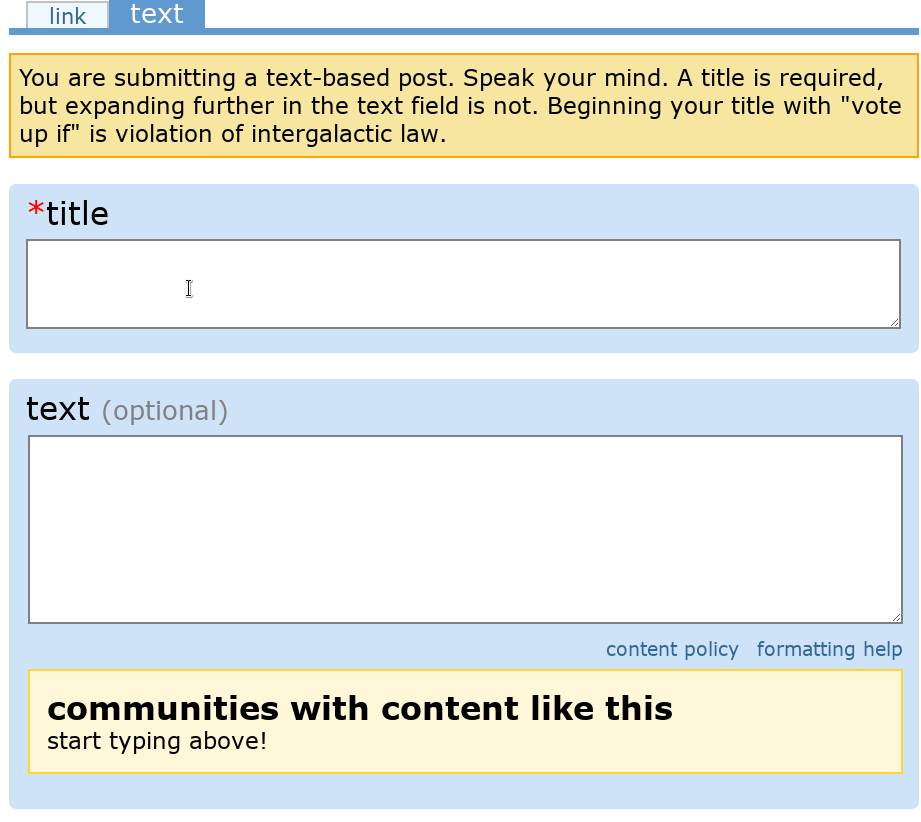 link text
You are submitting a text-based post. Speak your mind. A title is required,
but expanding further in the text field is not. Beginning your title with "vote
up if" is violation of intergalactic law.
*title
text (optional)
content policy formatting help
communities with content like this
start typing above!